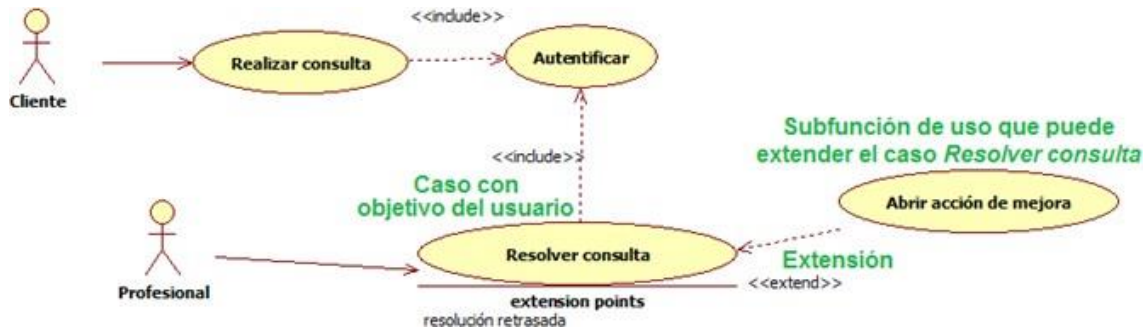 <<include>>
Realizar consulta
Autentificar
Cliente
Subfunción de uso que puede
extender el caso Resolver consulta
<<include>>
Caso con
objetivo del usuario
Abrir acción de mejora
Resolver consulta
Extensión
<<extend>>
Profesional
extension points
resolución retrasada